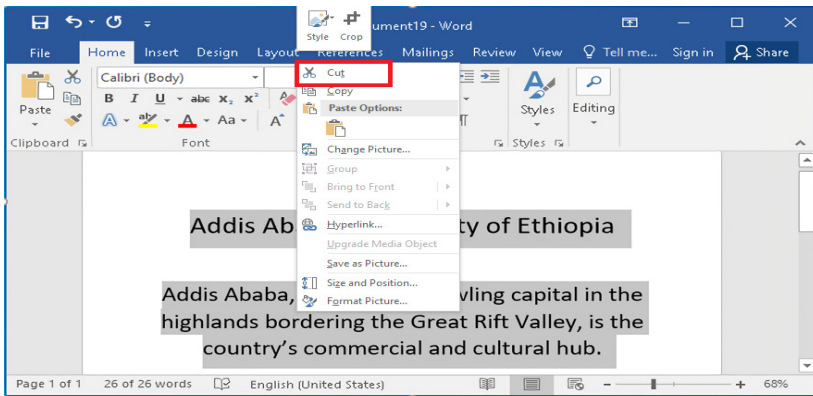 ument19 - Word
Style Crop
File Home Insert Design Layout References Mailings Review View Tell me... Sign in Share
Cut
Copy
Paste Options:
Change Picture...
Group
Bring to Front
Send to Back
Hyperlink...
Upgrade Media Object
Save as Picture...
Size and Position...
Format Picture...
Paste
Calibri (Body)
B I U abc X₂ X²
A aby A Aa A
Styles
Editing
Clipboard Font Styles
Addis Ab ty of Ethiopia
Addis Ababa, wling capital in the
highlands bordering the Great Rift Valley, is the
country's commercial and cultural hub.
Page 1 of 1 26 of 26 words English (United States) - + 68%